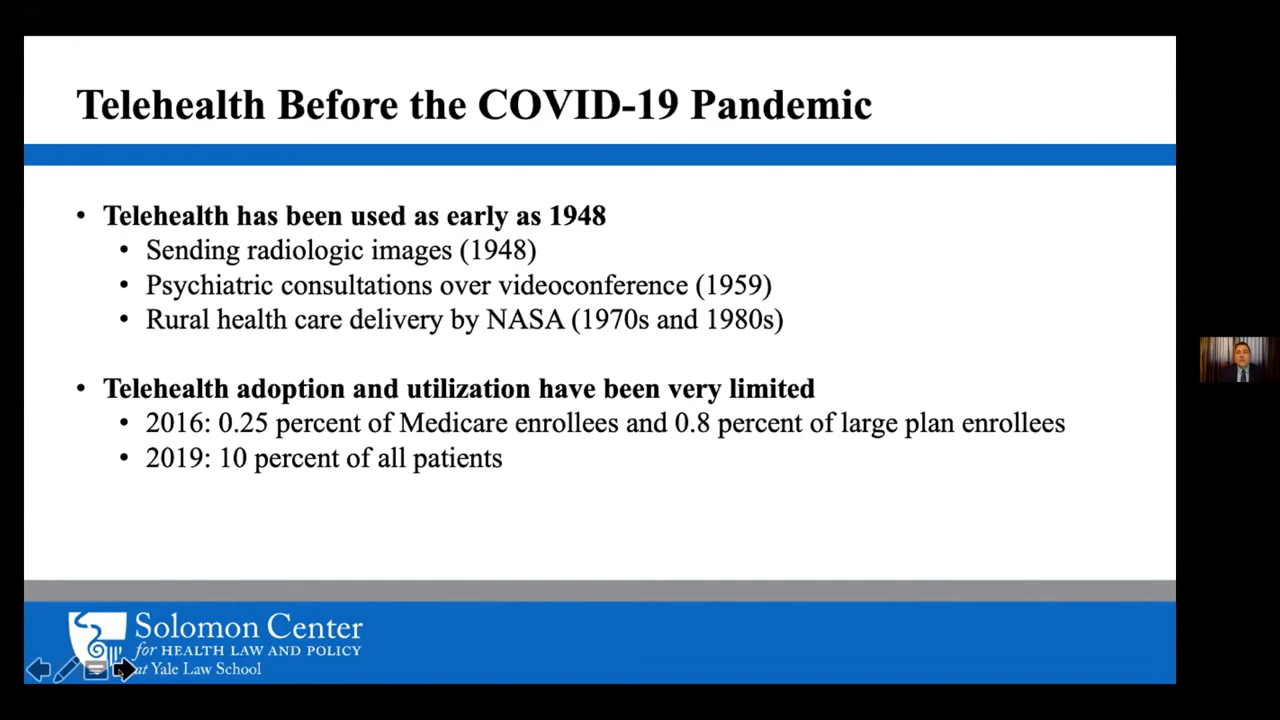 Telehealth Before the COVID-19 Pandemic
• Telehealth has been used as early as 1948
• Sending radiologic images (1948)
• Psychiatric consultations over videoconference (1959)
• Rural health care delivery by NASA (1970s and 1980s)
• Telehealth adoption and utilization have been very limited
• 2016: 0.25 percent of Medicare enrollees and 0.8 percent of large plan enrollees
• 2019: 10 percent of all patients
Solomon Center
for HEALTH LAW AND POLICY
at Yale Law School